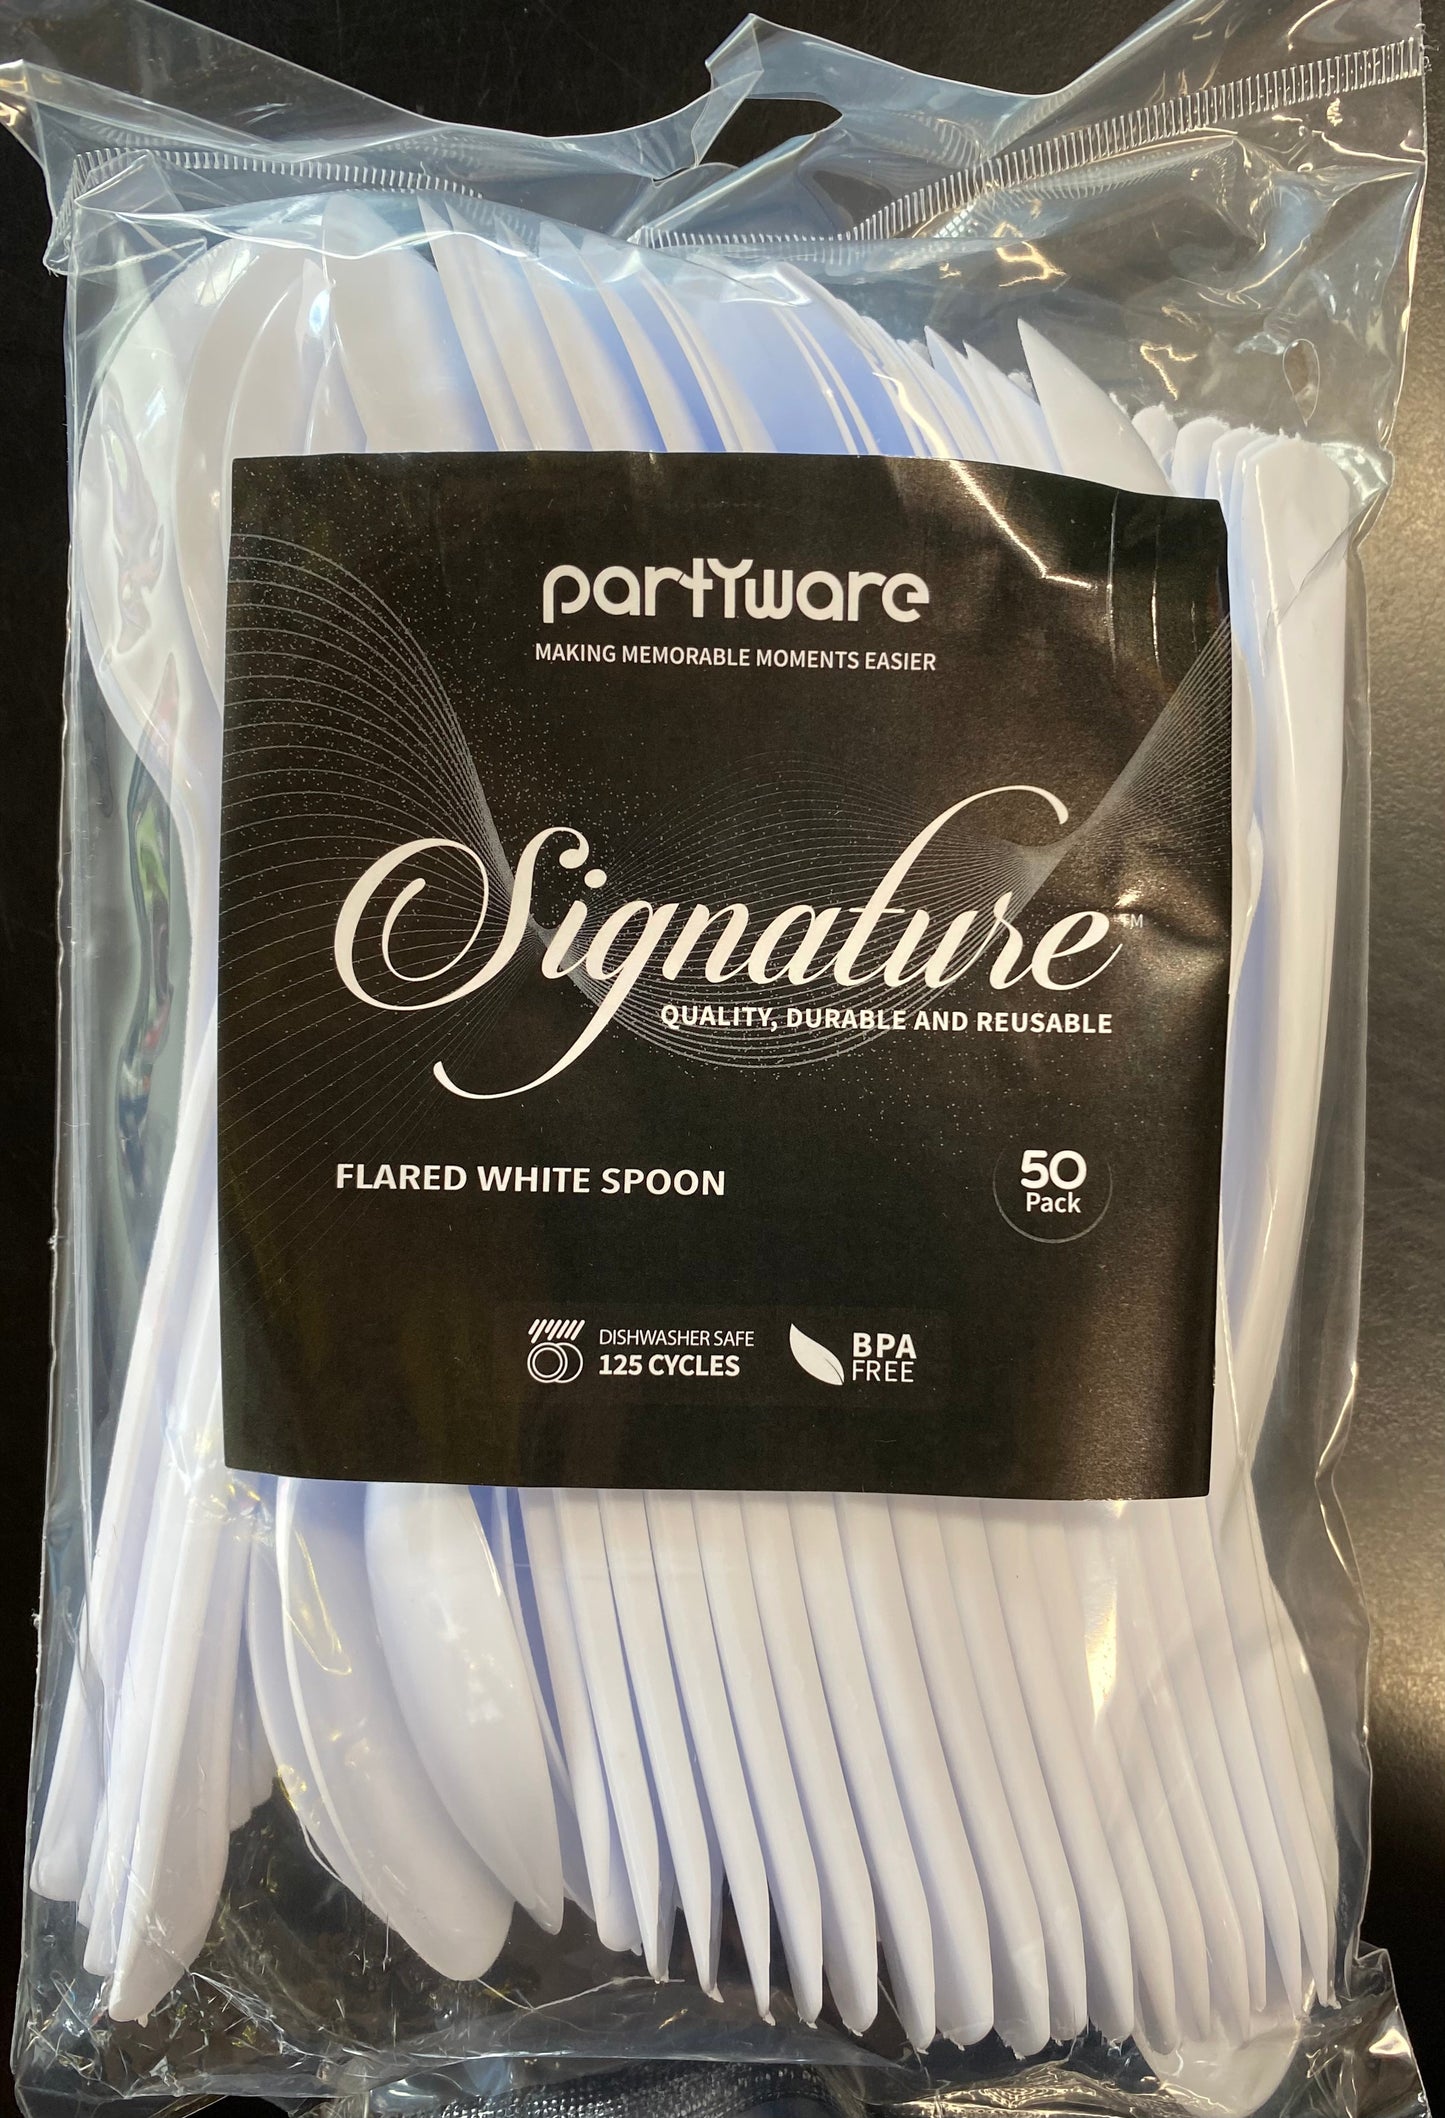 partYware
MAKING MEMORABLE MOMENTS EASIER
Signature™
QUALITY, DURABLE AND REUSABLE
FLARED WHITE SPOON
50
Pack
DISHWASHER SAFE
125 CYCLES
BPA
FREE